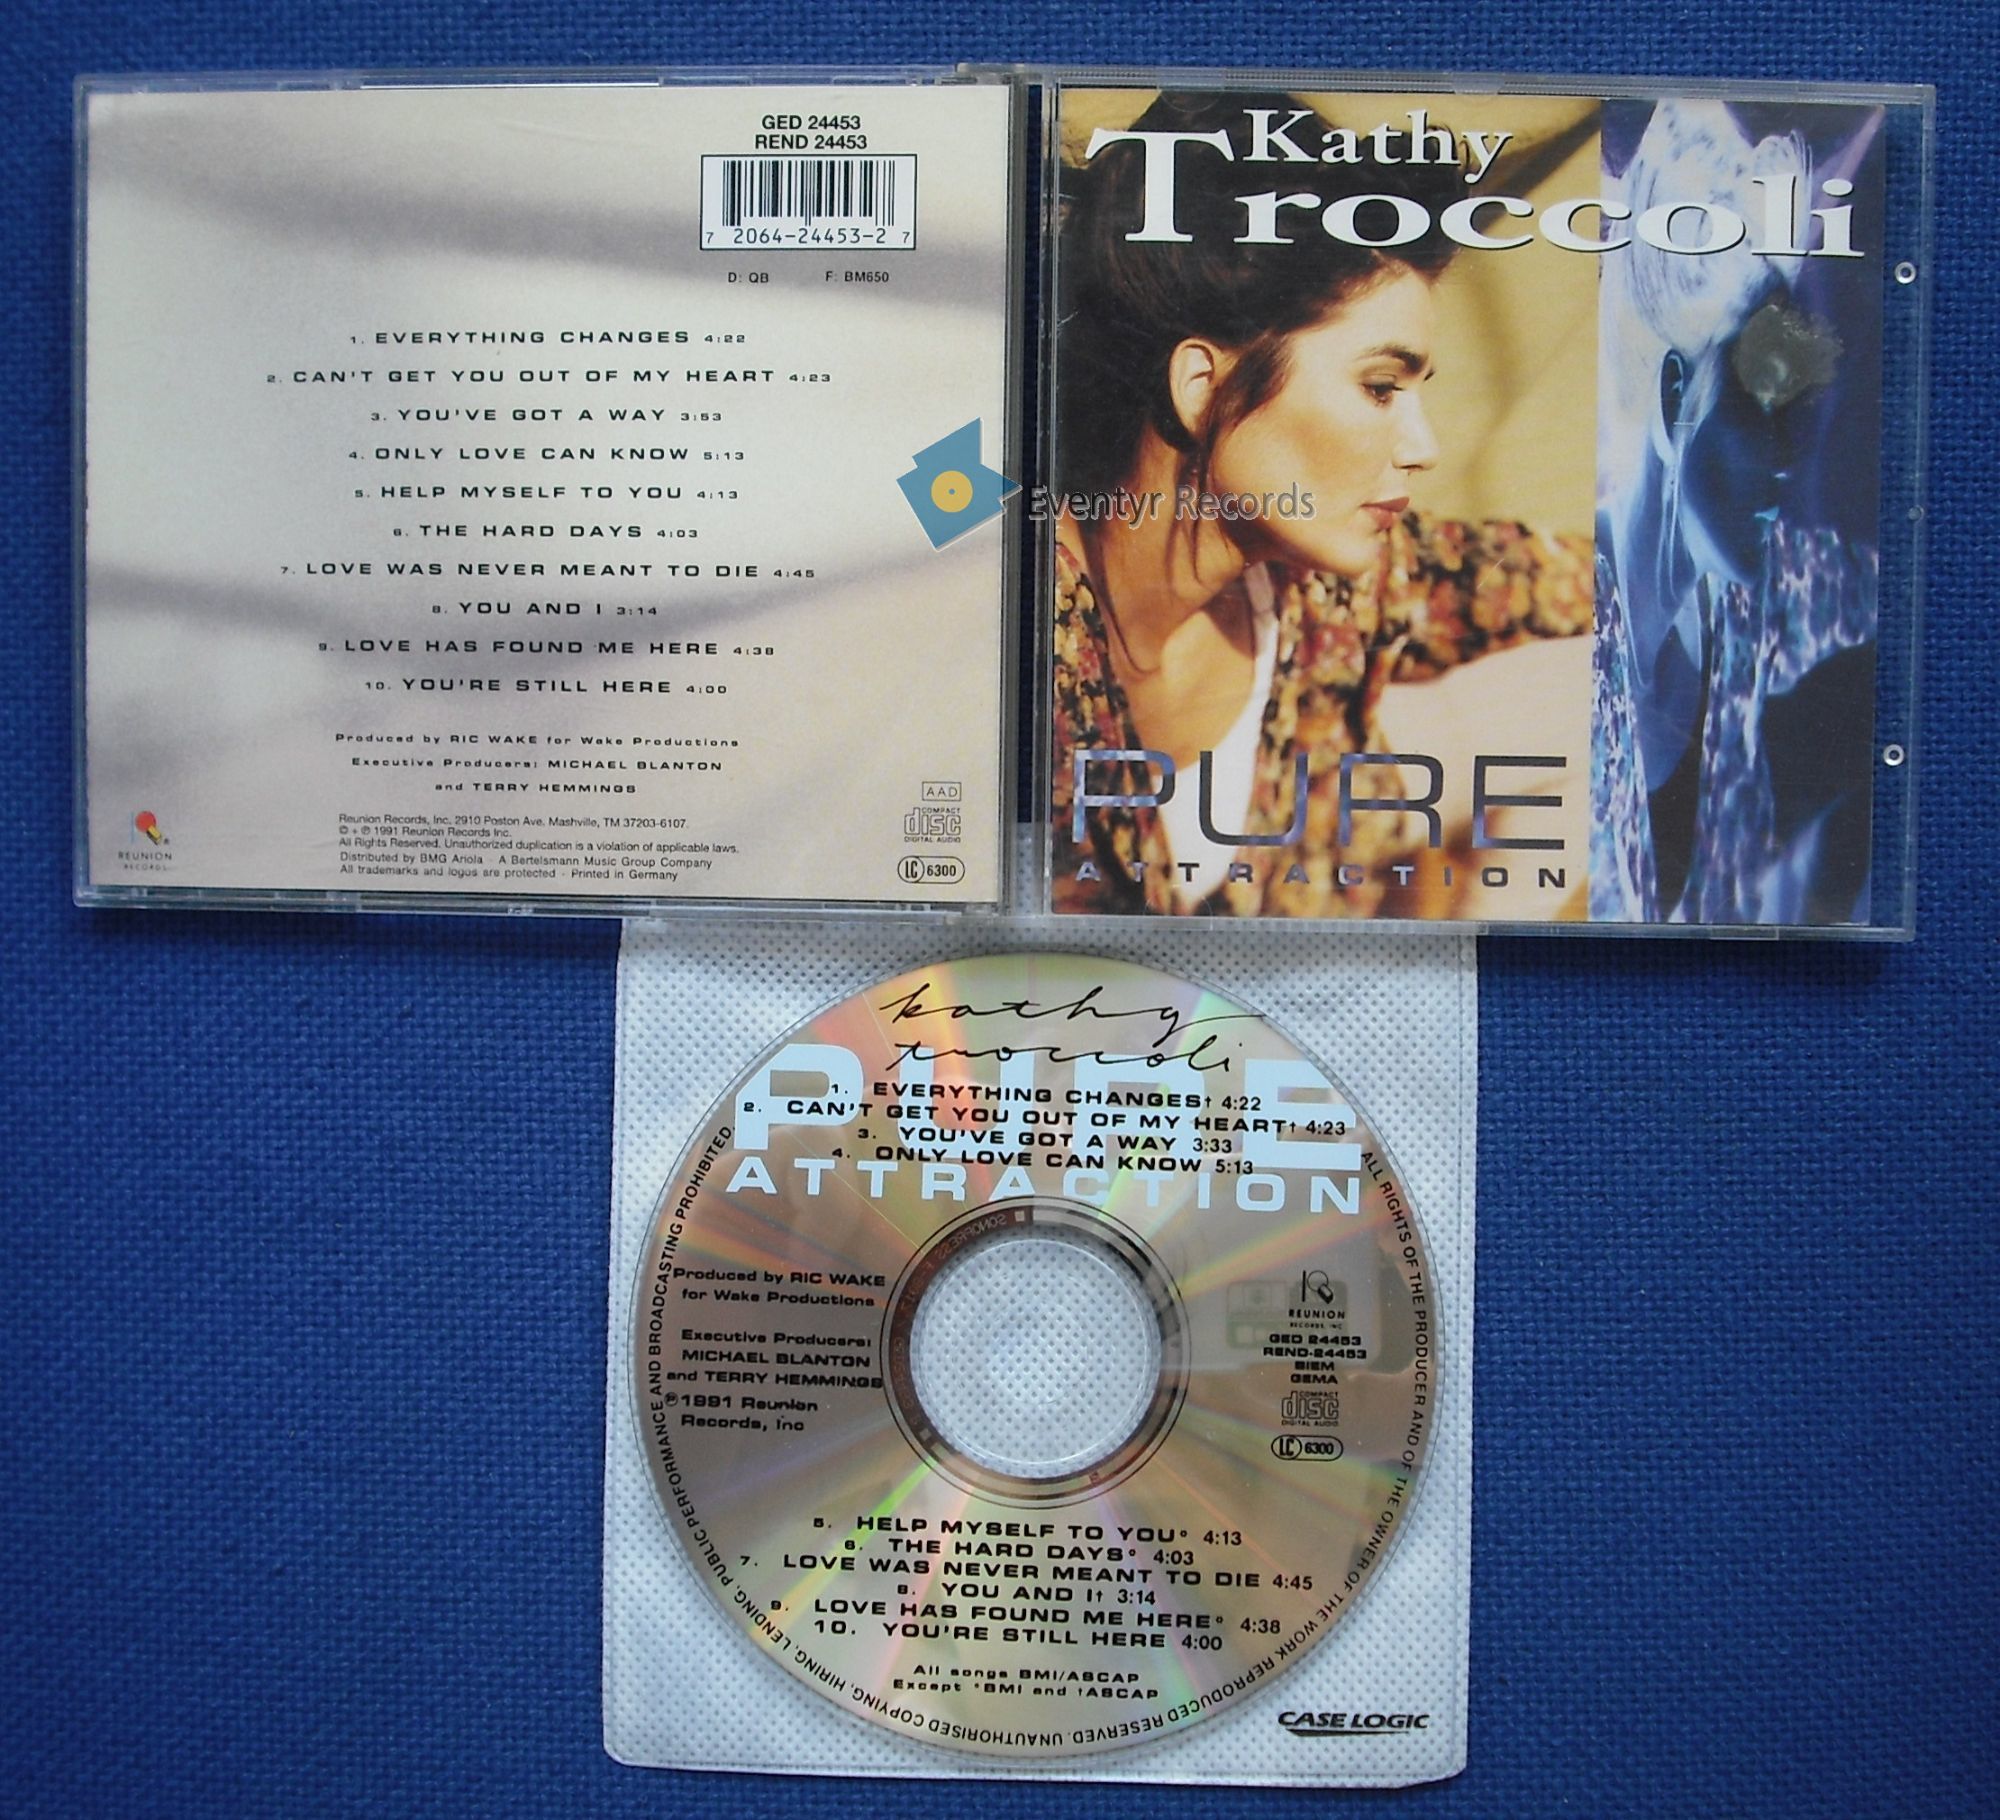 GED 24453
REND 24453
7 2064-24453-2 7
D: QB F: BM650
1. EVERYTHING CHANGES 4:22
2. CAN'T GET YOU OUT OF MY HEART 4:23
3. YOU'VE GOT A WAY 3:53
4. ONLY LOVE CAN KNOW 5:13
5. HELP MYSELF TO YOU 4:13
6. THE HARD DAYS 4:03
7. LOVE WAS NEVER MEANT TO DIE 4:45
8. YOU AND I 3:14
9. LOVE HAS FOUND ME HERE 4:38
10. YOU'RE STILL HERE 4:00
Produced by RIC WAKE for Wake Productions
Executive Producers: MICHAEL BLANTON
and TERRY HEMMINGS
REUNION
RECORDS
Reunion Records, Inc. 2910 Poston Ave. Mashville, TM 37203-6107.
© + ℗ 1991 Reunion Records Inc.
All Rights Reserved. Unauthorized duplication is a violation of applicable laws.
Distributed by BMG Ariola - A Bertelsmann Music Group Company
All trademarks and logos are protected - Printed in Germany
AAD
COMPACT
disc
DIGITAL AUDIO
LC 6300
Kathy
Troccoli
Eventyr Records
PURE
ATTRACTION
kathy
troccoli
PURE
ATTRACTION
1. EVERYTHING CHANGES† 4:22
2. CAN'T GET YOU OUT OF MY HEART† 4:23
3. YOU'VE GOT A WAY 3:33
4. ONLY LOVE CAN KNOW 5:13
Produced by RIC WAKE
for Wake Productions
Executive Producers:
MICHAEL BLANTON
and TERRY HEMMINGS
℗ 1991 Reunion
Records, Inc
REUNION
RECORDS, INC
GED 24453
REND-24453
BIEM
GEMA
COMPACT
disc
DIGITAL AUDIO
LC 6300
5. HELP MYSELF TO YOU° 4:13
6. THE HARD DAYS° 4:03
7. LOVE WAS NEVER MEANT TO DIE 4:45
8. YOU AND I† 3:14
9. LOVE HAS FOUND ME HERE° 4:38
10. YOU'RE STILL HERE 4:00
All songs BMI/ASCAP
Except °BMI and †ASCAP
ALL RIGHTS OF THE PRODUCER AND OF THE OWNER OF THE WORK REPRODUCED RESERVED. UNAUTHORISED COPYING, HIRING, LENDING, PUBLIC PERFORMANCE AND BROADCASTING PROHIBITED.
SONOPRESS
CASE LOGIC